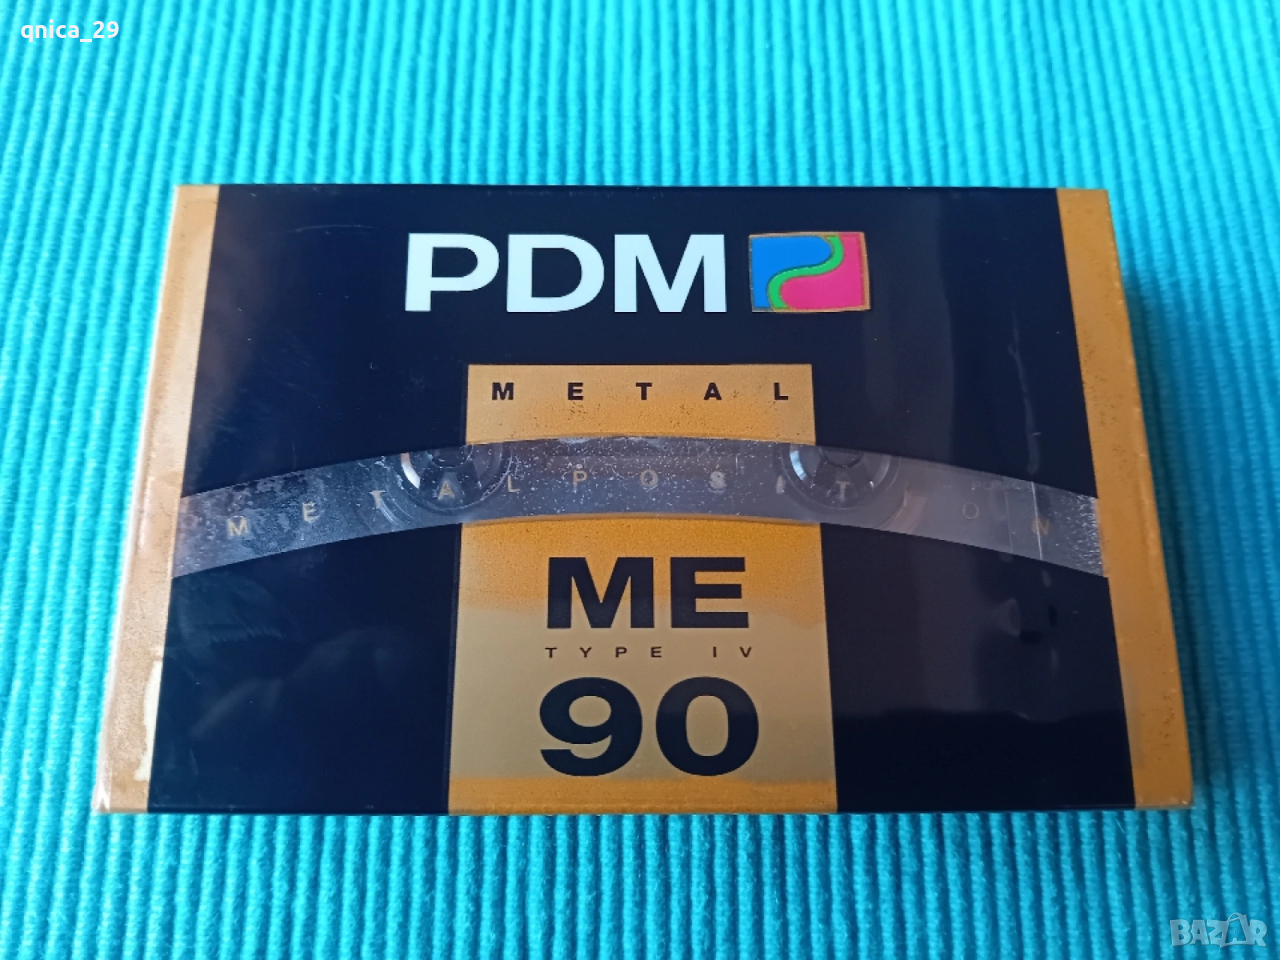 qnica_29
PDM
METAL
METAL POSITION
ME
TYPE IV
90
BAZAR